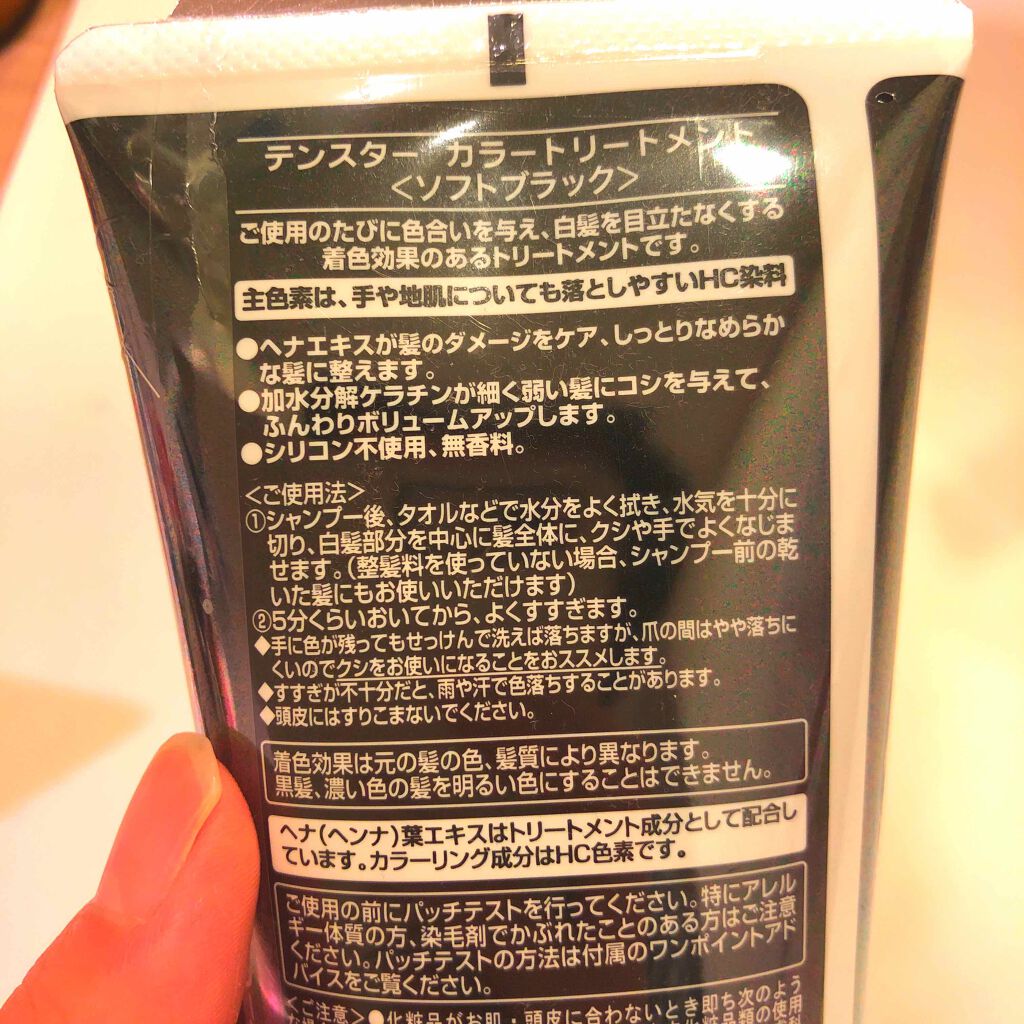 テンスター カラートリートメント
<ソフトブラック>
ご使用のたびに色合いを与え、白髪を目立たなくする
着色効果のあるトリートメントです。
主色素は、手や地肌についても落としやすいHC染料
●ヘナエキスが髪のダメージをケア、しっとりなめらか
な髪に整えます。
●加水分解ケラチンが細く弱い髪にコシを与えて、
ふんわりボリュームアップします。
●シリコン不使用、無香料。
<ご使用法>
①シャンプー後、タオルなどで水分をよく拭き、水気を十分に
切り、白髪部分を中心に髪全体に、クシや手でよくなじま
せます。(整髪料を使っていない場合、シャンプー前の乾
いた髪にもお使いいただけます)
②5分くらいおいてから、よくすすぎます。
◆手に色が残ってもせっけんで洗えば落ちますが、爪の間はやや落ちに
くいのでクシをお使いになることをおススメします。
◆すすぎが不十分だと、雨や汗で色落ちすることがあります。
◆頭皮にはすりこまないでください。
着色効果は元の髪の色、髪質により異なります。
黒髪、濃い色の髪を明るい色にすることはできません。
ヘナ(ヘンナ)葉エキスはトリートメント成分として配合し
ています。カラーリング成分はHC色素です。
ご使用の前にパッチテストを行ってください。特にアレル
ギー体質の方、染毛剤でかぶれたことのある方はご注意
ください。パッチテストの方法は付属のワンポイントアド
バイスをご覧ください。
<ご注意>●化粧品がお肌・頭皮に合わないとき即ち次のよう